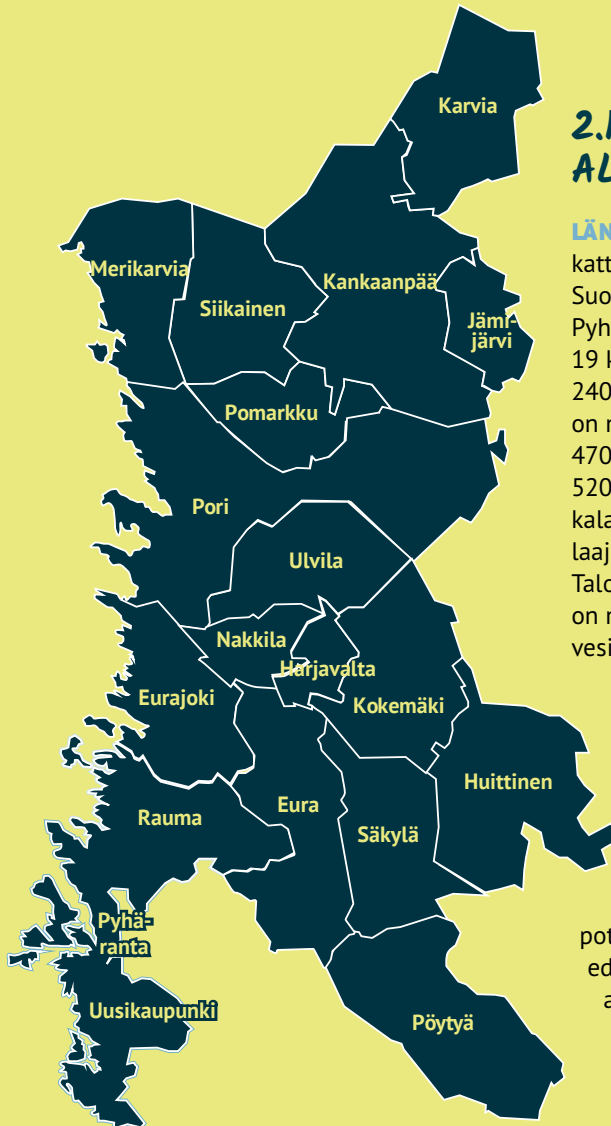 Karvia
Merikarvia
Siikainen
Kankaanpää
Jämi-
järvi
Pomarkku
Pori
Ulvila
Nakkila
Harjavalta
Eurajoki
Kokemäki
Huittinen
Rauma
Eura
Säkylä
Pyhä-
ranta
Uusikaupunki
Pöytyä
2.
AL
LÄN
katt
Suo
Pyh
19 k
240
on r
470
520
kala
laaj
Talo
on r
vesi
pot
ed
a